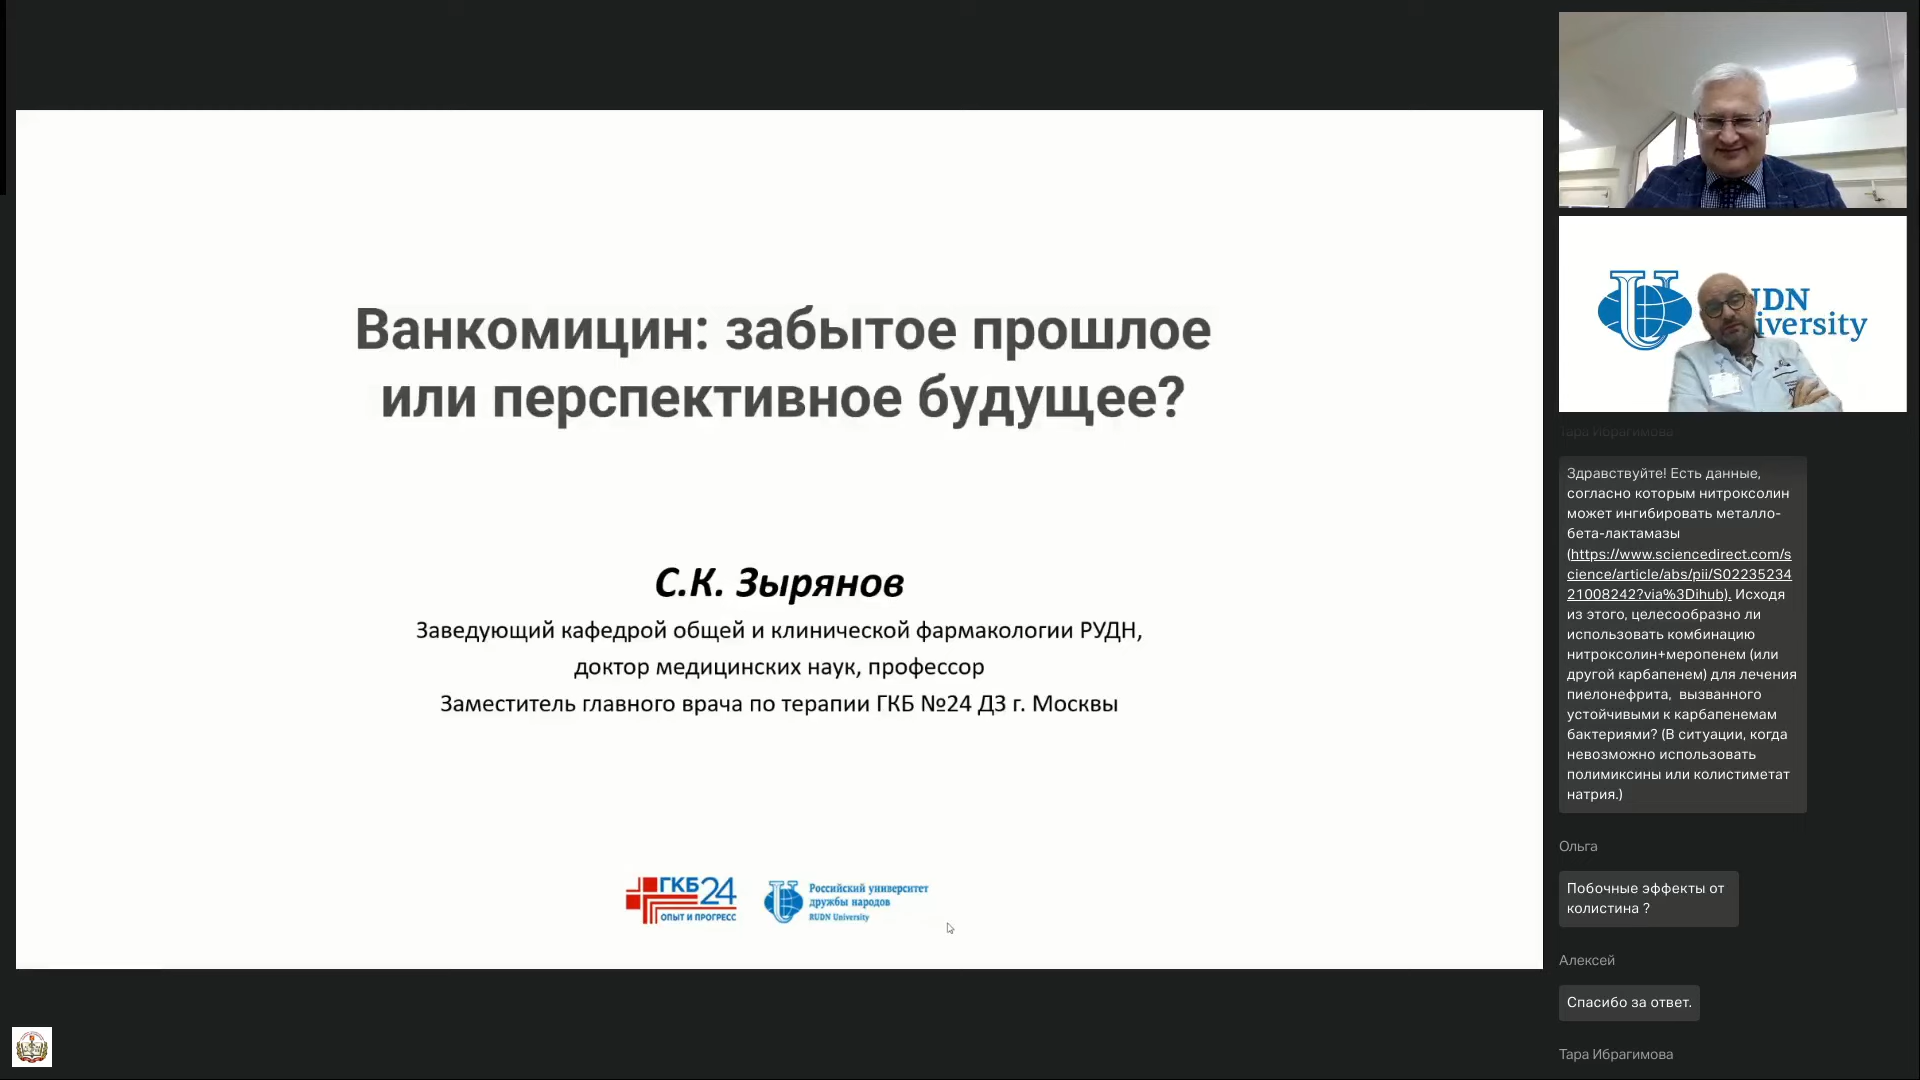 Ванкомицин: забытое прошлое
или перспективное будущее?
С.К. Зырянов
Заведующий кафедрой общей и клинической фармакологии РУДН,
доктор медицинских наук, профессор
Заместитель главного врача по терапии ГКБ №24 ДЗ г. Москвы
ГКБ 24
ОПЫТ И ПРОГРЕСС
Российский университет
дружбы народов
RUDN University
UDN
iversity
Тара Ибрагимова
Здравствуйте! Есть данные,
согласно которым нитроксолин
может ингибировать металло-
бета-лактамазы
(https://www.sciencedirect.com/s
cience/article/abs/pii/S02235234
21008242?via%3Dihub). Исходя
из этого, целесообразно ли
использовать комбинацию
нитроксолин+меропенем (или
другой карбапенем) для лечения
пиелонефрита, вызванного
устойчивыми к карбапенемам
бактериями? (В ситуации, когда
невозможно использовать
полимиксины или колистиметат
натрия.)
Ольга
Побочные эффекты от
колистина ?
Алексей
Спасибо за ответ.
Тара Ибрагимова